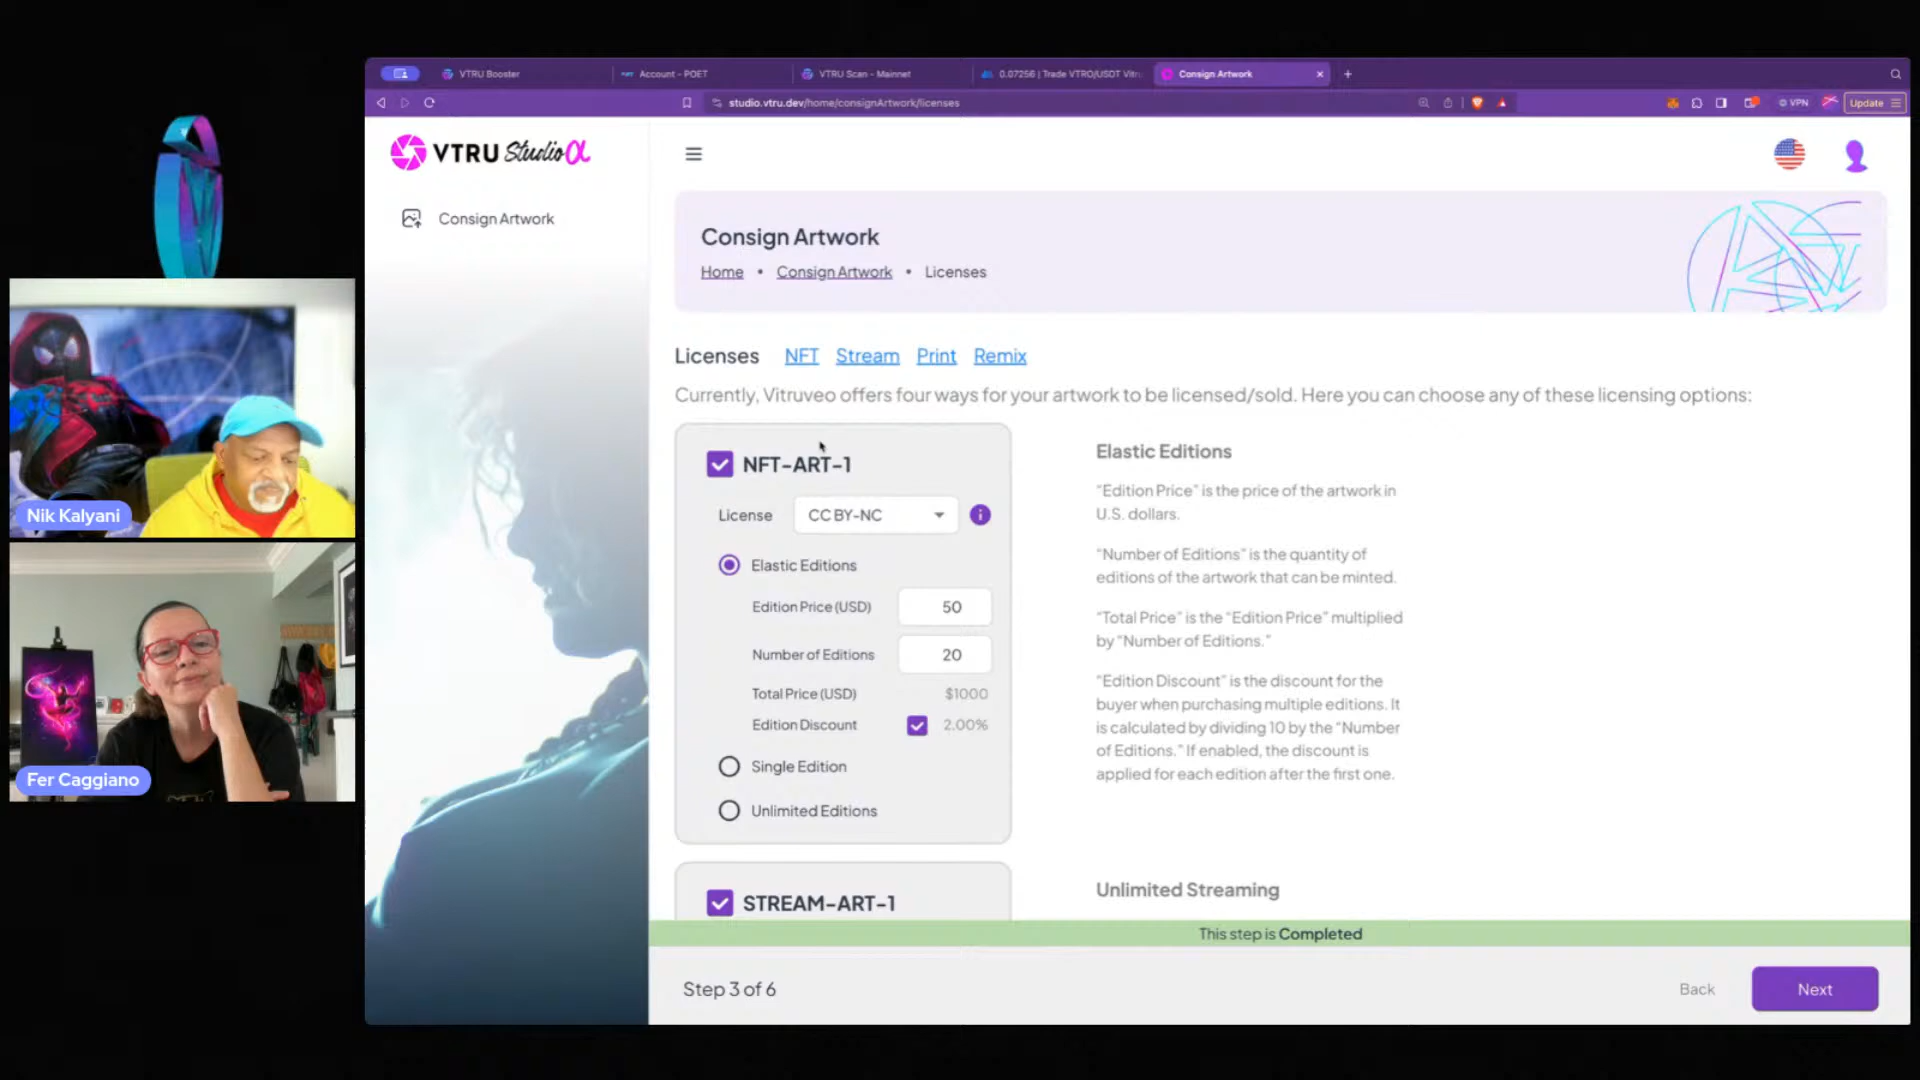 VTRU Booster
Account - POET
VTRU Scan - Mainnet
0.07256 | Trade VTRO/USDT Vitru
Consign Artwork
studio.vtru.dev/home/consignArtwork/licenses
VPN
Update
VTRU Studio α
Consign Artwork
Consign Artwork
Home • Consign Artwork • Licenses
Licenses NFT Stream Print Remix
Currently, Vitruveo offers four ways for your artwork to be licensed/sold. Here you can choose any of these licensing options:
NFT-ART-1
License CC BY-NC
Elastic Editions
Edition Price (USD) 50
Number of Editions 20
Total Price (USD) $1000
Edition Discount 2.00%
Single Edition
Unlimited Editions
Elastic Editions
“Edition Price” is the price of the artwork in
U.S. dollars.
“Number of Editions” is the quantity of
editions of the artwork that can be minted.
“Total Price” is the “Edition Price” multiplied
by “Number of Editions.”
“Edition Discount” is the discount for the
buyer when purchasing multiple editions. It
is calculated by dividing 10 by the “Number
of Editions.” If enabled, the discount is
applied for each edition after the first one.
STREAM-ART-1
Unlimited Streaming
This step is Completed
Step 3 of 6
Back
Next
Nik Kalyani
Fer Caggiano